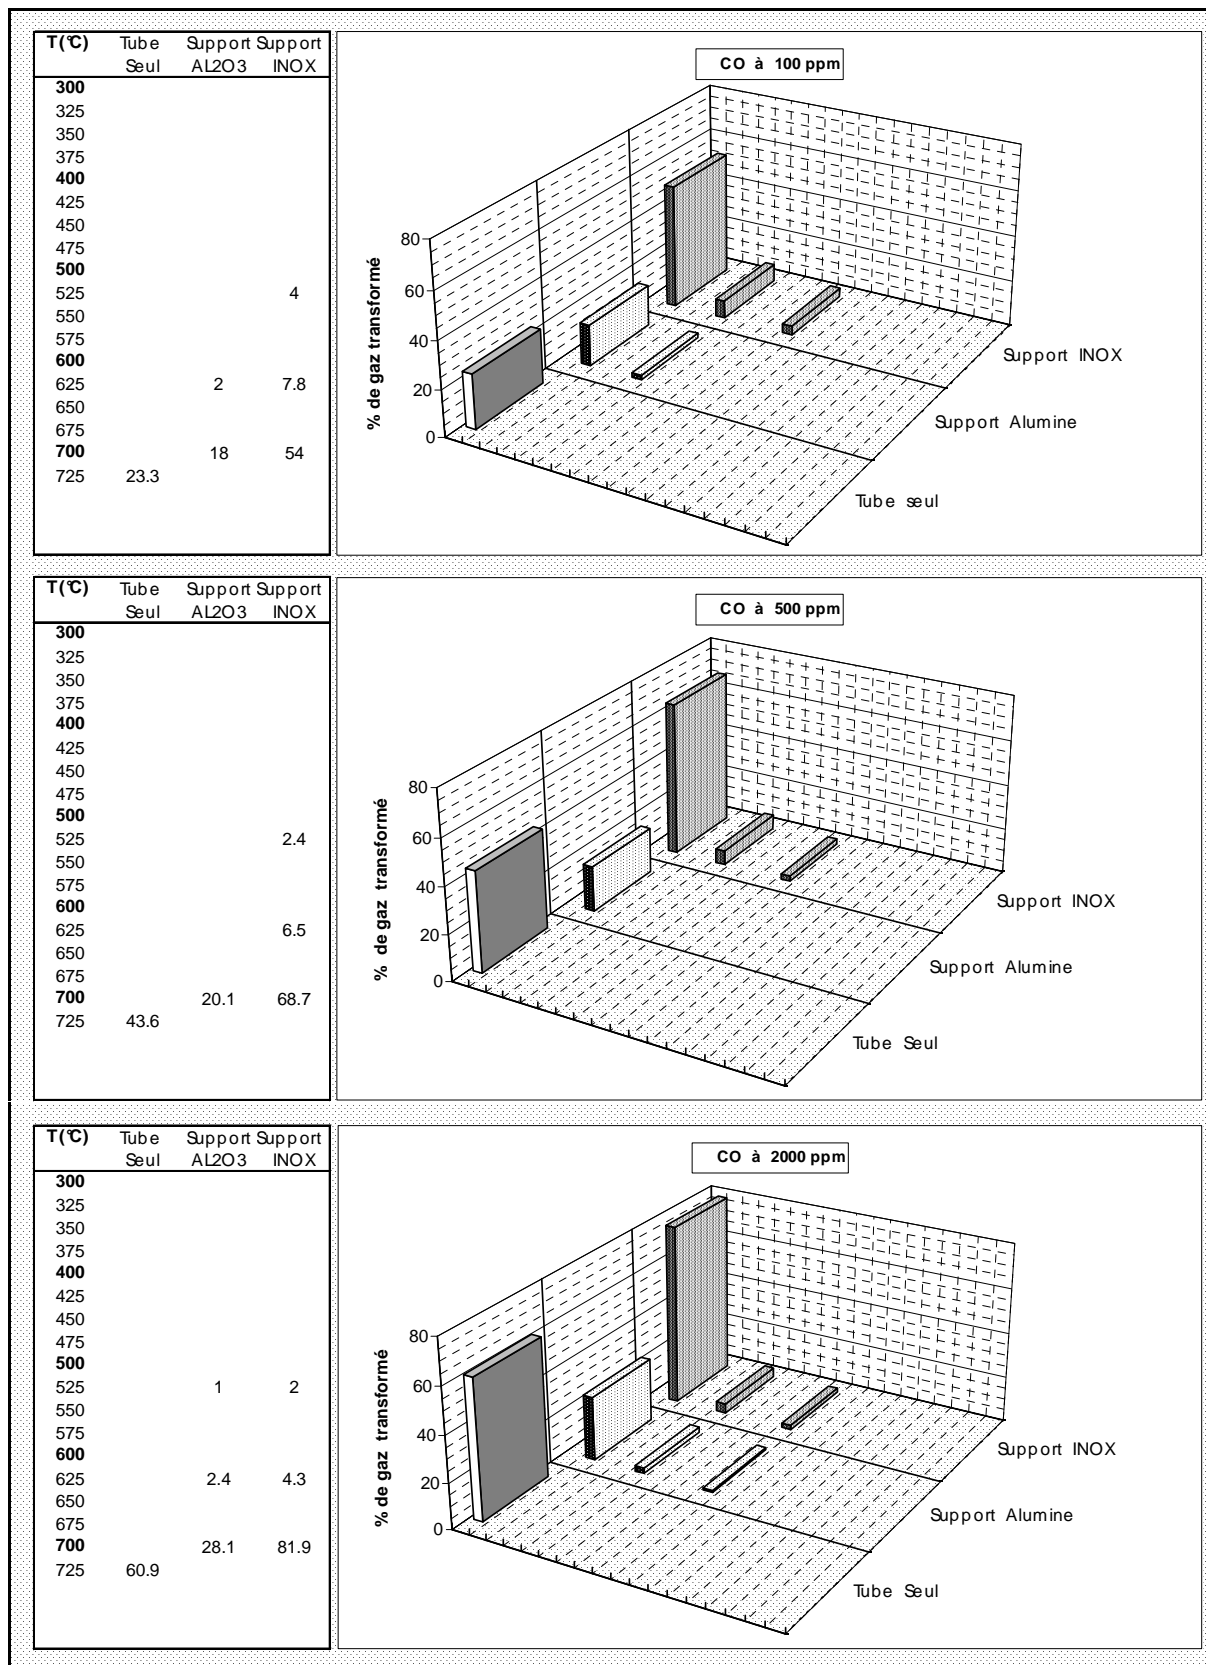 T(°C) Tube Support Support
Seul AL2O3 INOX
300
325
350
375
400
425
450
475
500
525 4
550
575
600
625 2 7.8
650
675
700 18 54
725 23.3
CO à 100 ppm
% de gaz transformé
80
60
40
20
0
Support INOX
Support Alumine
Tube seul
T(°C) Tube Support Support
Seul AL2O3 INOX
300
325
350
375
400
425
450
475
500
525 2.4
550
575
600
625 6.5
650
675
700 20.1 68.7
725 43.6
CO à 500 ppm
% de gaz transformé
80
60
40
20
0
Support INOX
Support Alumine
Tube Seul
T(°C) Tube Support Support
Seul AL2O3 INOX
300
325
350
375
400
425
450
475
500
525 1 2
550
575
600
625 2.4 4.3
650
675
700 28.1 81.9
725 60.9
CO à 2000 ppm
% de gaz transformé
80
60
40
20
0
Support INOX
Support Alumine
Tube Seul